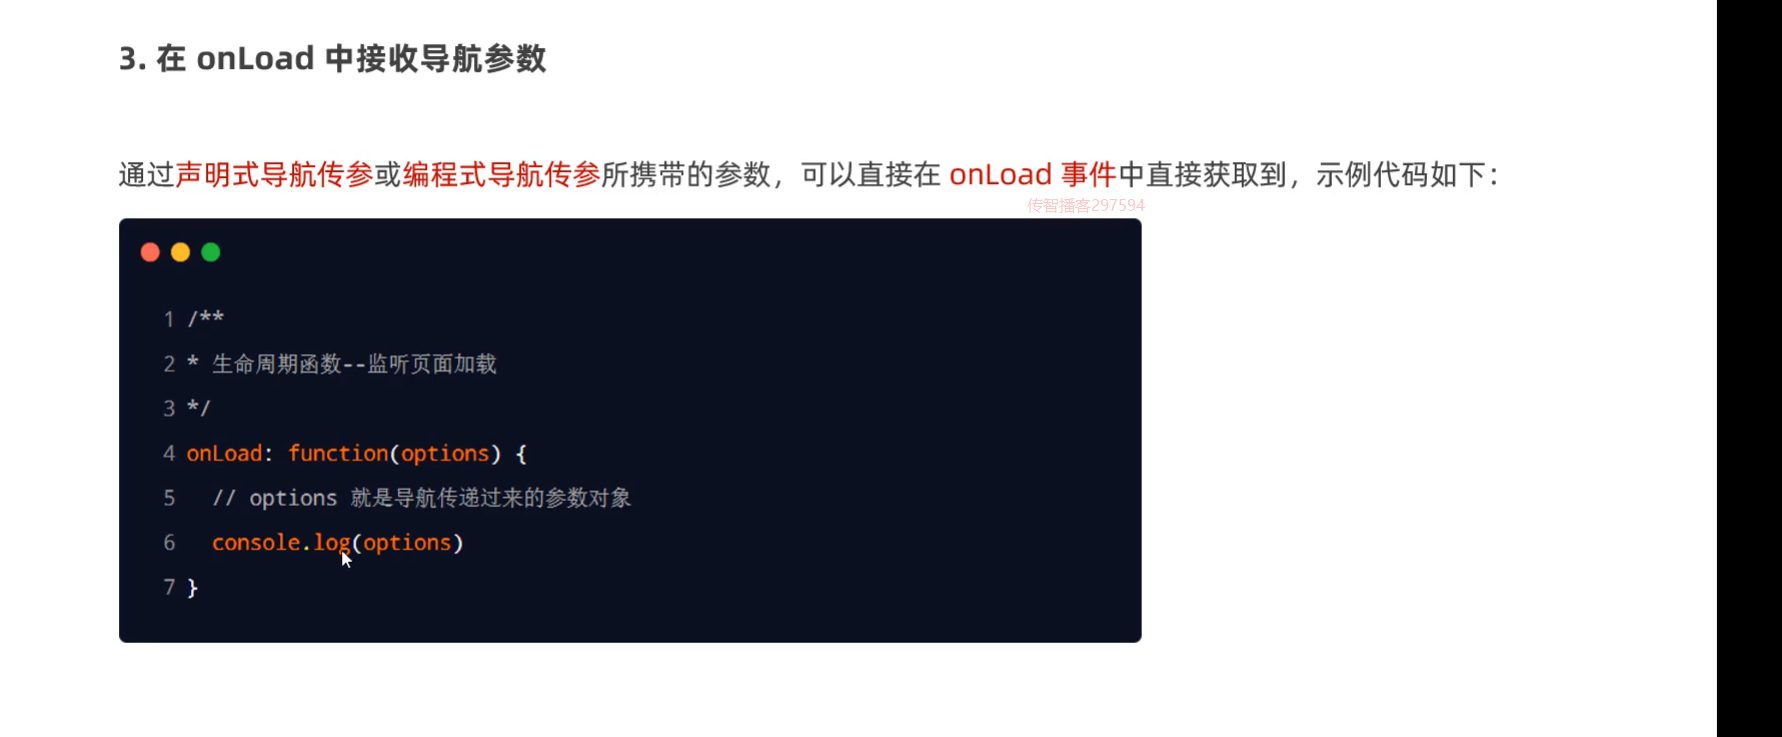 3. 在 onLoad 中接收导航参数
通过声明式导航传参或编程式导航传参所携带的参数，可以直接在 onLoad 事件中直接获取到，示例代码如下：
传智播客297594
1 /**
2 * 生命周期函数--监听页面加载
3 */
4 onLoad: function(options) {
5 // options 就是导航传递过来的参数对象
6 console.log(options)
7 }